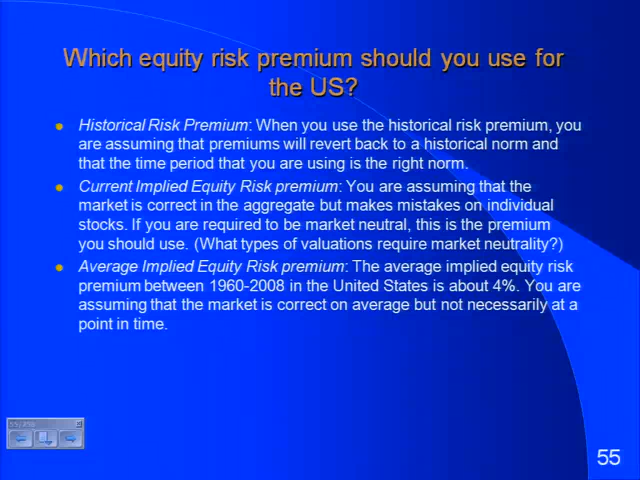 Which equity risk premium should you use for
the US?
Historical Risk Premium: When you use the historical risk premium, you
are assuming that premiums will revert back to a historical norm and
that the time period that you are using is the right norm.
Current Implied Equity Risk premium: You are assuming that the
market is correct in the aggregate but makes mistakes on individual
stocks. If you are required to be market neutral, this is the premium
you should use. (What types of valuations require market neutrality?)
Average Implied Equity Risk premium: The average implied equity risk
premium between 1960-2008 in the United States is about 4%. You are
assuming that the market is correct on average but not necessarily at a
point in time.
55